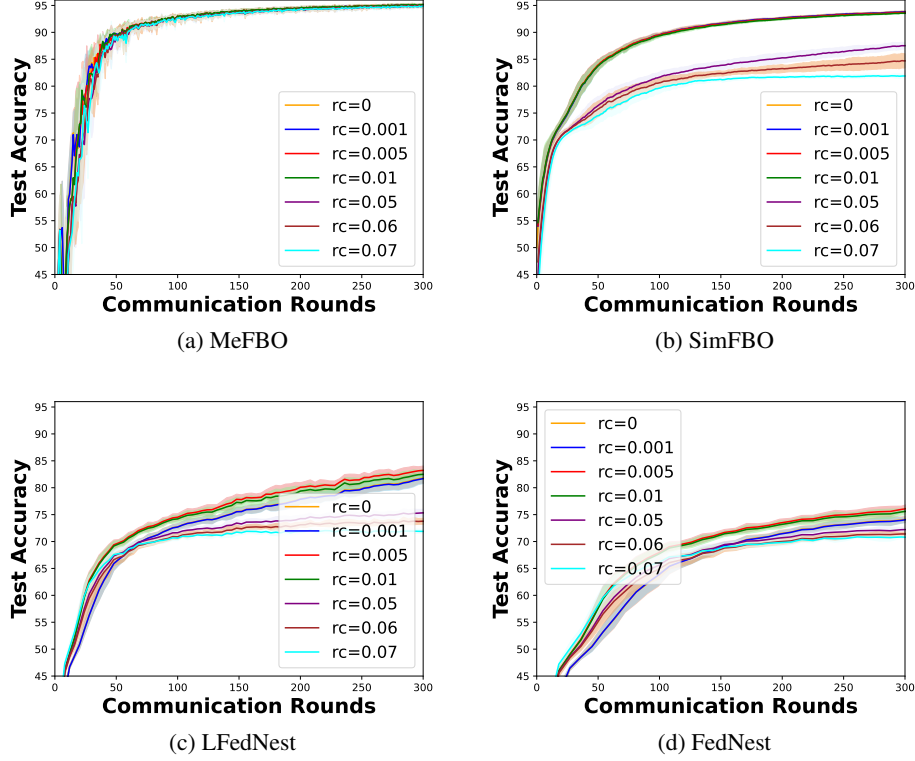 95
90
85
80
75
70
65
60
55
50
45
Test Accuracy
rc=0
rc=0.001
rc=0.005
rc=0.01
rc=0.05
rc=0.06
rc=0.07
0 50 100 150 200 250 300
Communication Rounds
(a) MeFBO
95
90
85
80
75
70
65
60
55
50
45
Test Accuracy
rc=0
rc=0.001
rc=0.005
rc=0.01
rc=0.05
rc=0.06
rc=0.07
0 50 100 150 200 250 300
Communication Rounds
(b) SimFBO
95
90
85
80
75
70
65
60
55
50
45
Test Accuracy
rc=0
rc=0.001
rc=0.005
rc=0.01
rc=0.05
rc=0.06
rc=0.07
0 50 100 150 200 250 300
Communication Rounds
(c) LFedNest
95
90
85
80
75
70
65
60
55
50
45
Test Accuracy
rc=0
rc=0.001
rc=0.005
rc=0.01
rc=0.05
rc=0.06
rc=0.07
0 50 100 150 200 250 300
Communication Rounds
(d) FedNest